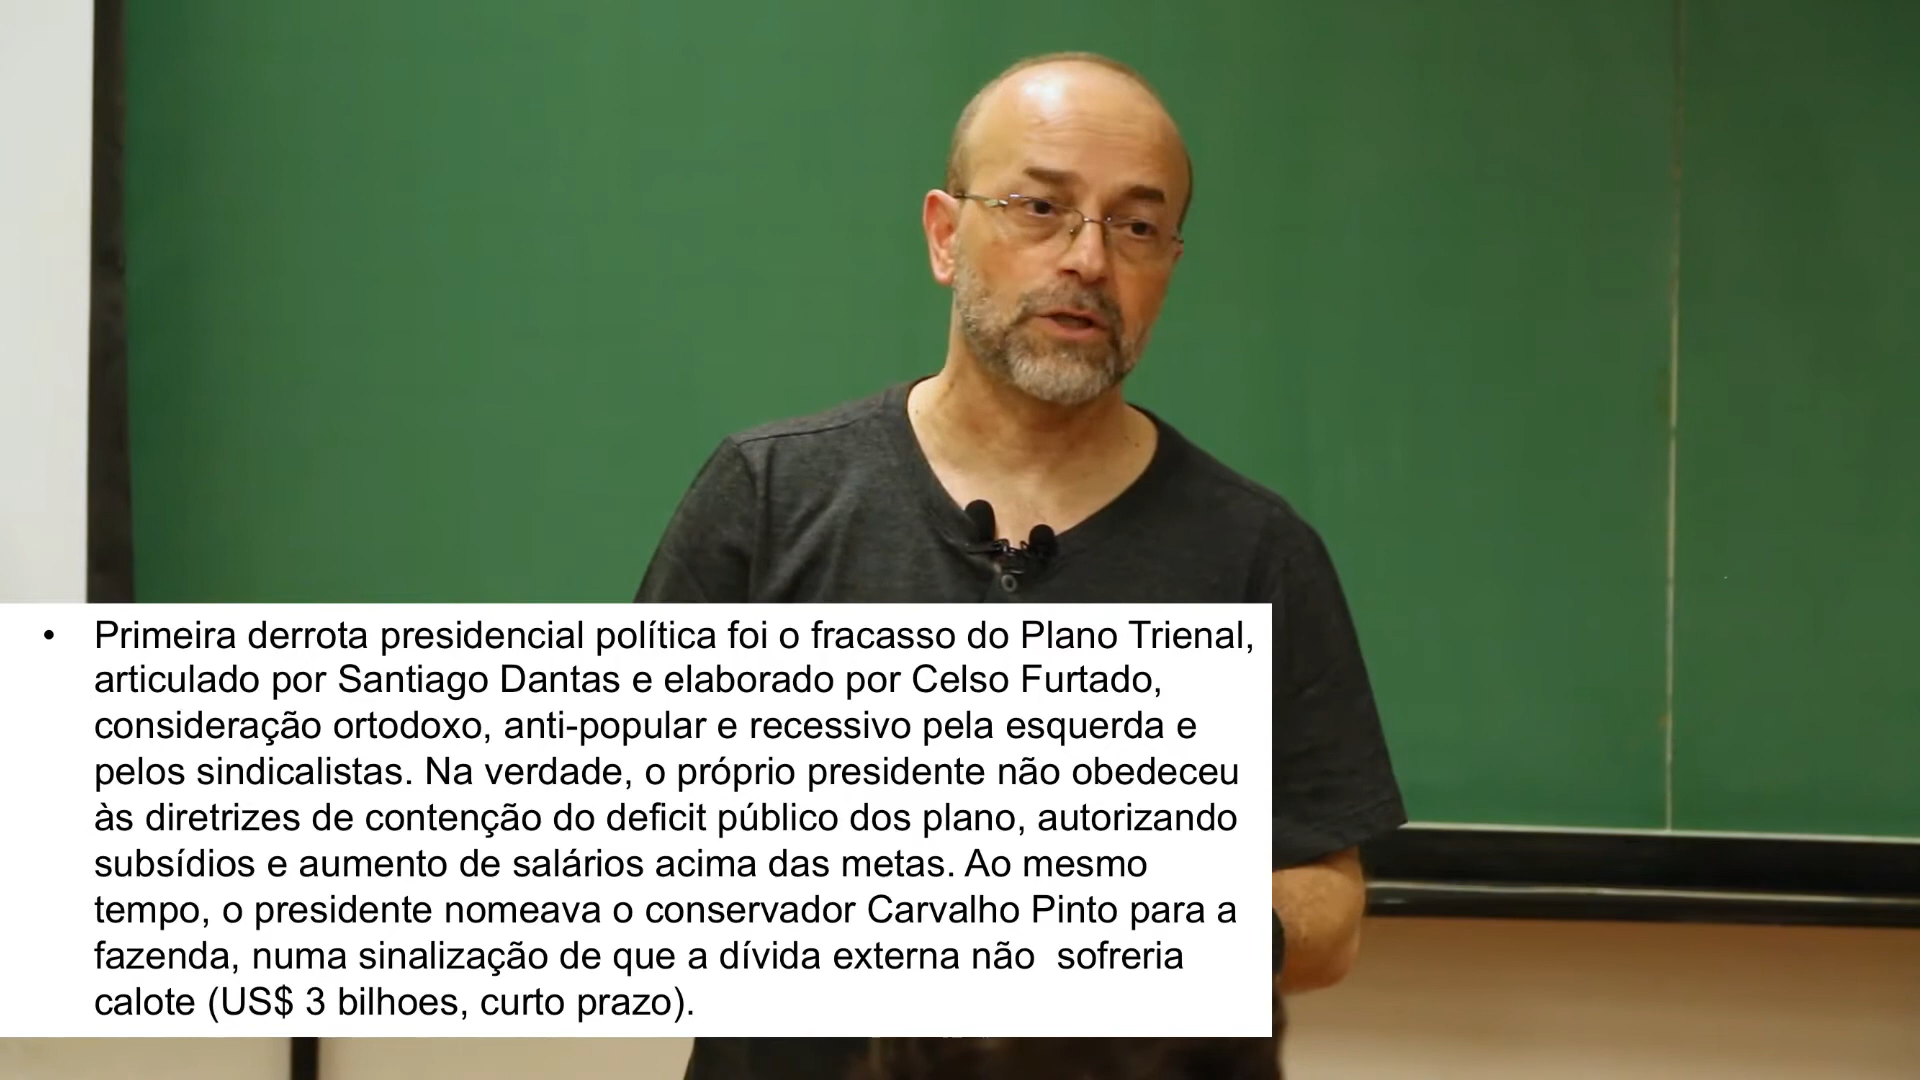 • Primeira derrota presidencial política foi o fracasso do Plano Trienal,
articulado por Santiago Dantas e elaborado por Celso Furtado,
consideração ortodoxo, anti-popular e recessivo pela esquerda e
pelos sindicalistas. Na verdade, o próprio presidente não obedeceu
às diretrizes de contenção do deficit público dos plano, autorizando
subsídios e aumento de salários acima das metas. Ao mesmo
tempo, o presidente nomeava o conservador Carvalho Pinto para a
fazenda, numa sinalização de que a dívida externa não  sofreria
calote (US$ 3 bilhoes, curto prazo).